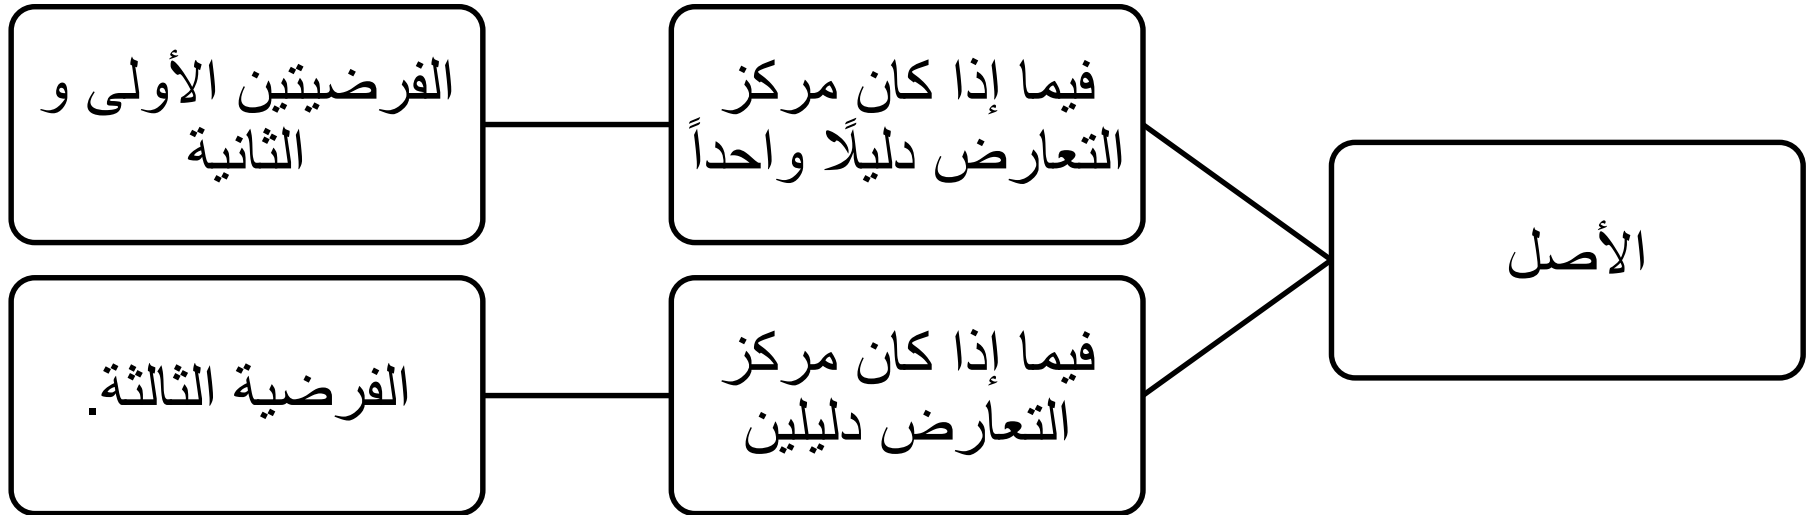 الأصل
فيما إذا كان مركز
التعارض دليلًا واحداً
الفرضيتين الأولى و
الثانية
فيما إذا كان مركز
التعارض دليلين
الفرضية الثالثة.